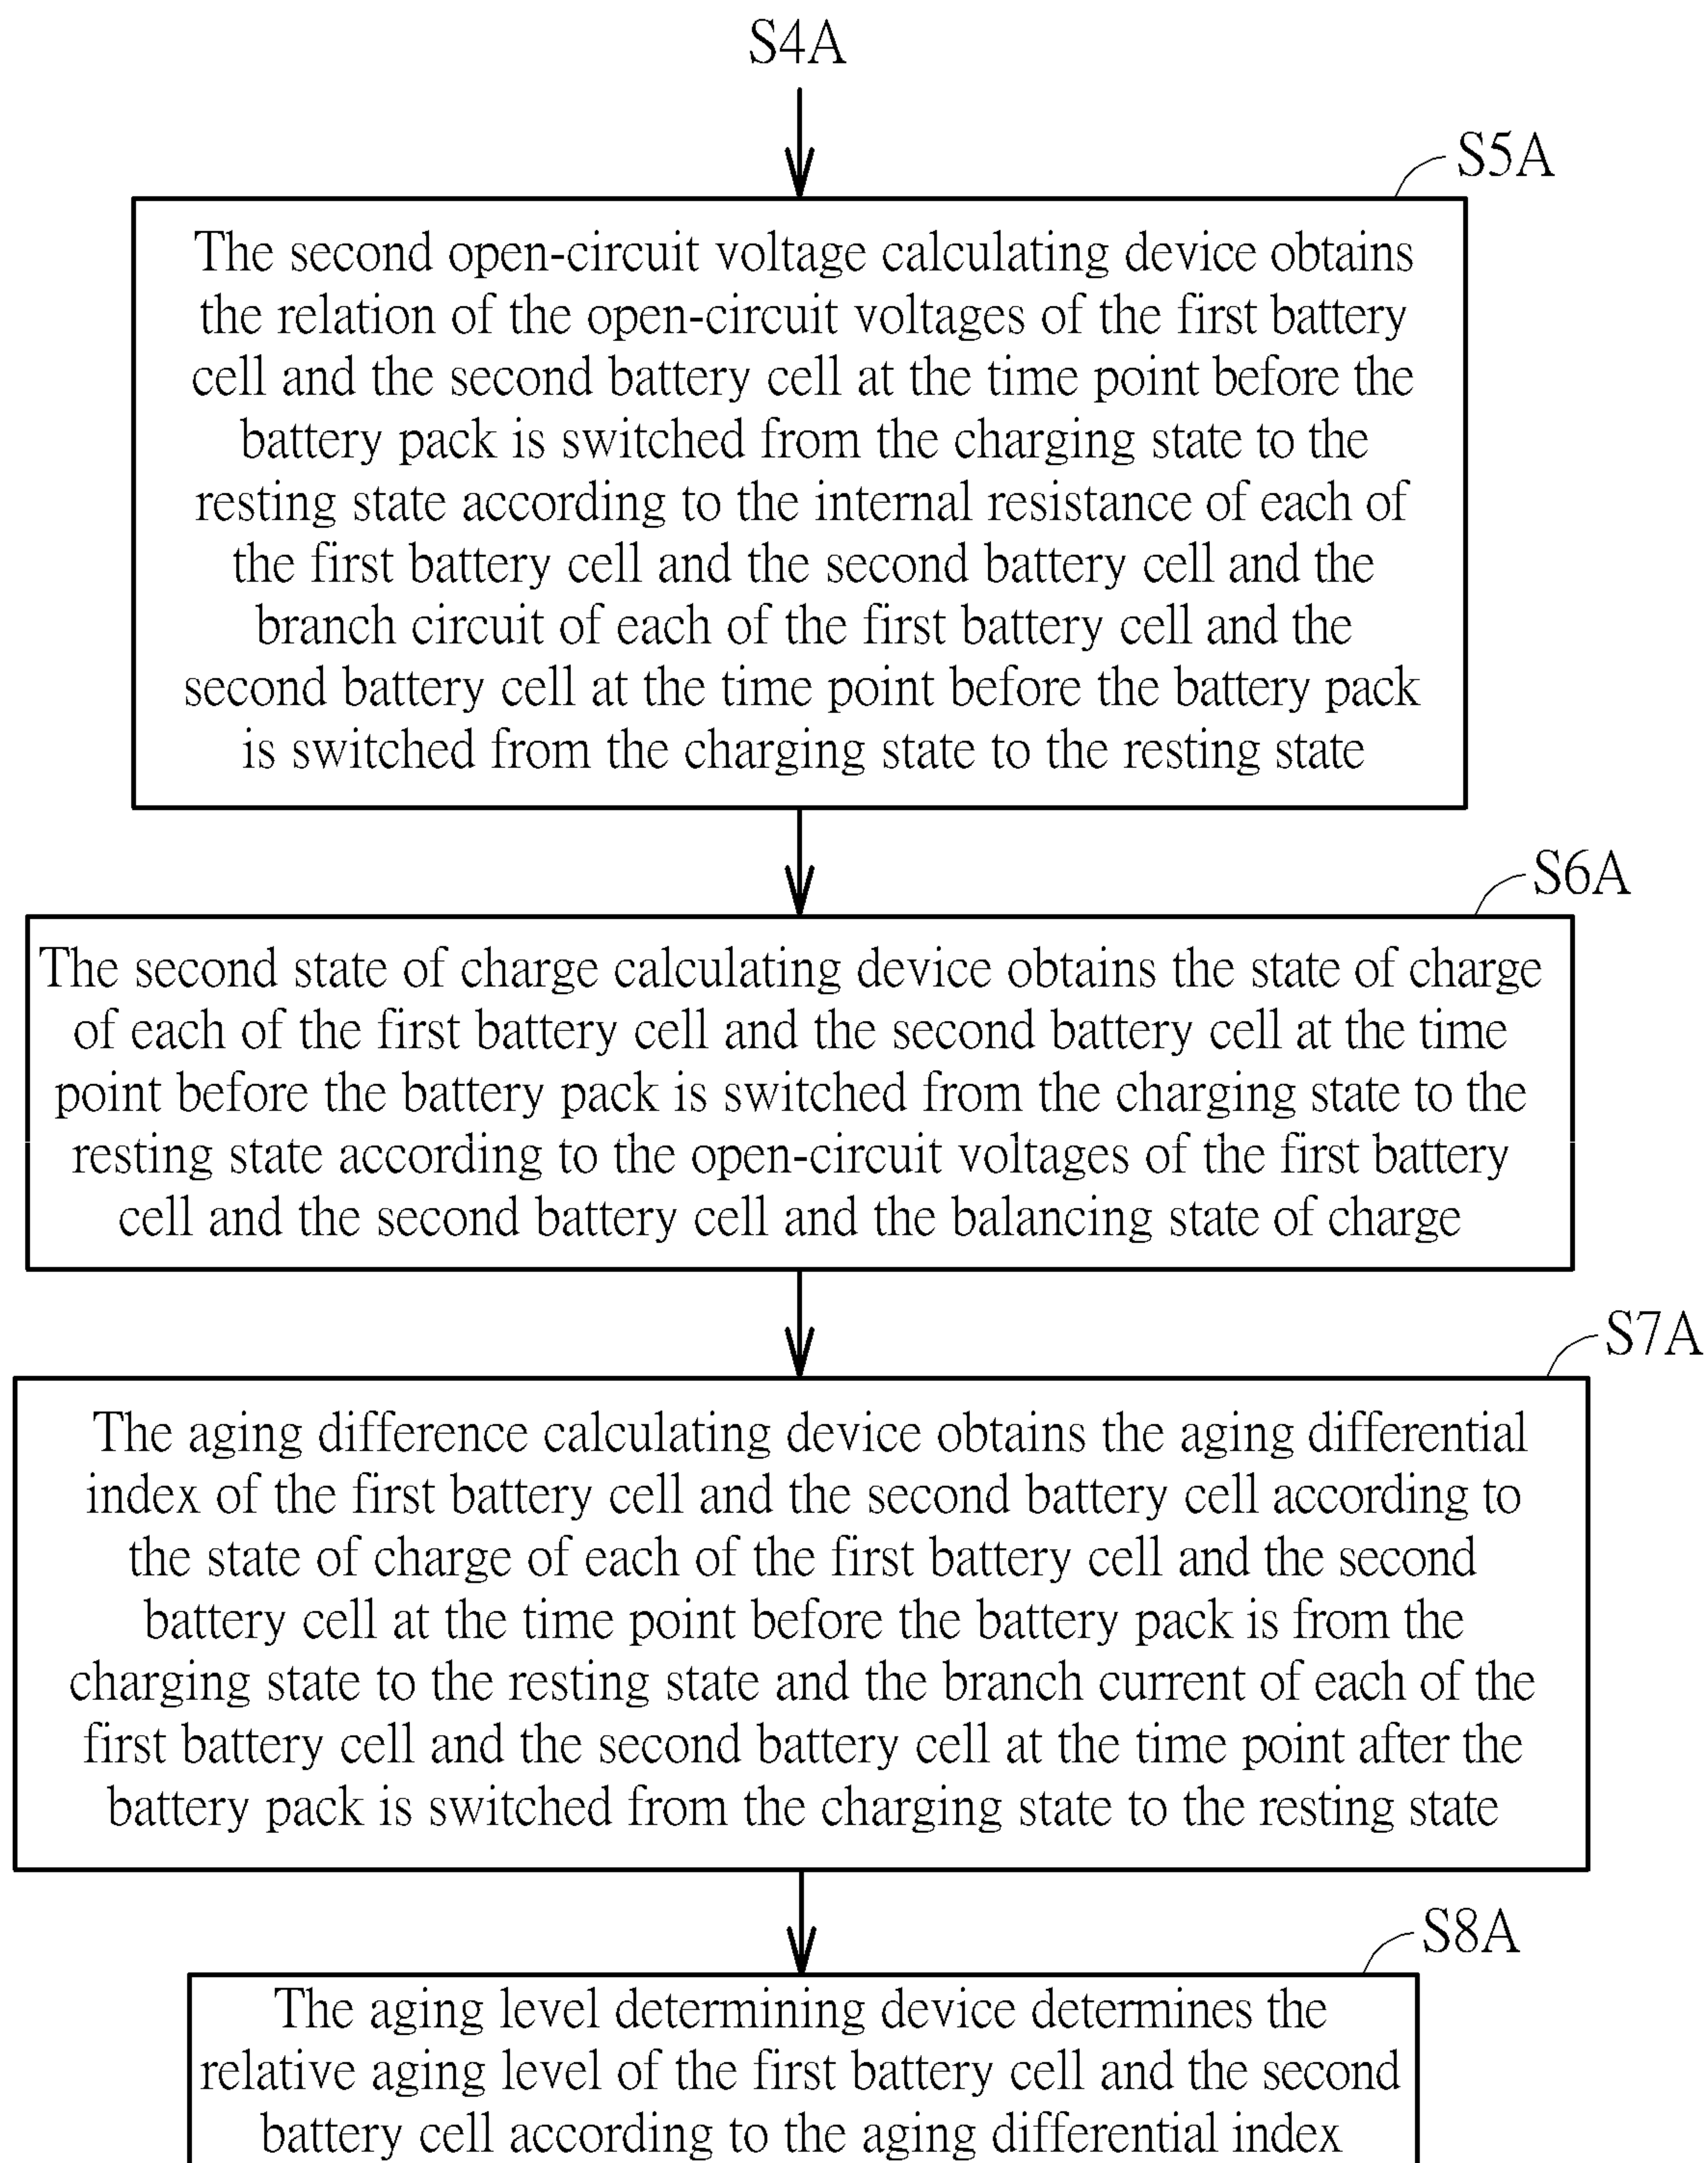 S4A
S5A
The second open-circuit voltage calculating device obtains
the relation of the open-circuit voltages of the first battery
cell and the second battery cell at the time point before the
battery pack is switched from the charging state to the
resting state according to the internal resistance of each of
the first battery cell and the second battery cell and the
branch circuit of each of the first battery cell and the
second battery cell at the time point before the battery pack
is switched from the charging state to the resting state
S6A
The second state of charge calculating device obtains the state of charge
of each of the first battery cell and the second battery cell at the time
point before the battery pack is switched from the charging state to the
resting state according to the open-circuit voltages of the first battery
cell and the second battery cell and the balancing state of charge
S7A
The aging difference calculating device obtains the aging differential
index of the first battery cell and the second battery cell according to
the state of charge of each of the first battery cell and the second
battery cell at the time point before the battery pack is from the
charging state to the resting state and the branch current of each of the
first battery cell and the second battery cell at the time point after the
battery pack is switched from the charging state to the resting state
S8A
The aging level determining device determines the
relative aging level of the first battery cell and the second
battery cell according to the aging differential index